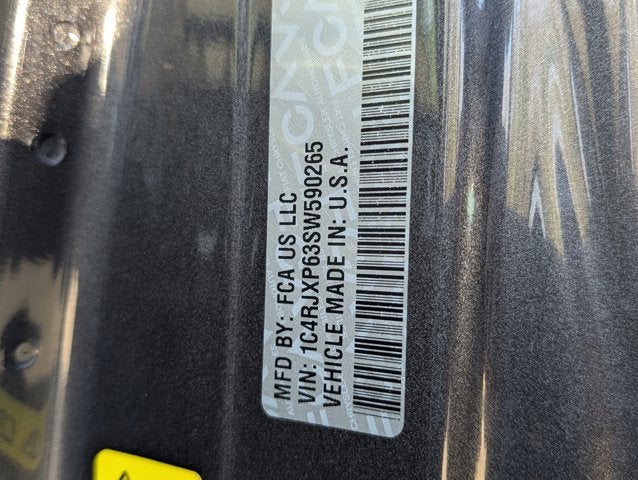 MFD BY: FCA US LLC
VIN: 1C4RJXP63SW590265
VEHICLE MADE IN: U.S.A.